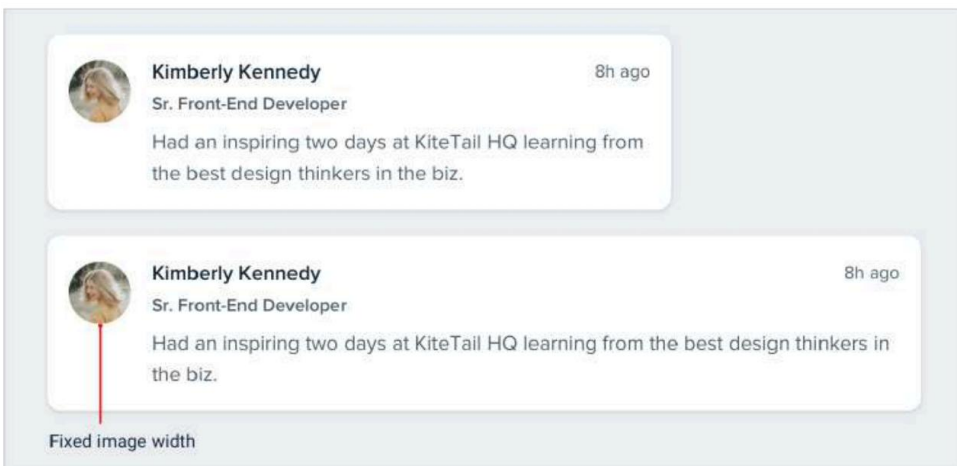 Kimberly Kennedy 8h ago
Sr. Front-End Developer
Had an inspiring two days at KiteTail HQ learning from
the best design thinkers in the biz.
Kimberly Kennedy 8h ago
Sr. Front-End Developer
Had an inspiring two days at KiteTail HQ learning from the best design thinkers in
the biz.
Fixed image width